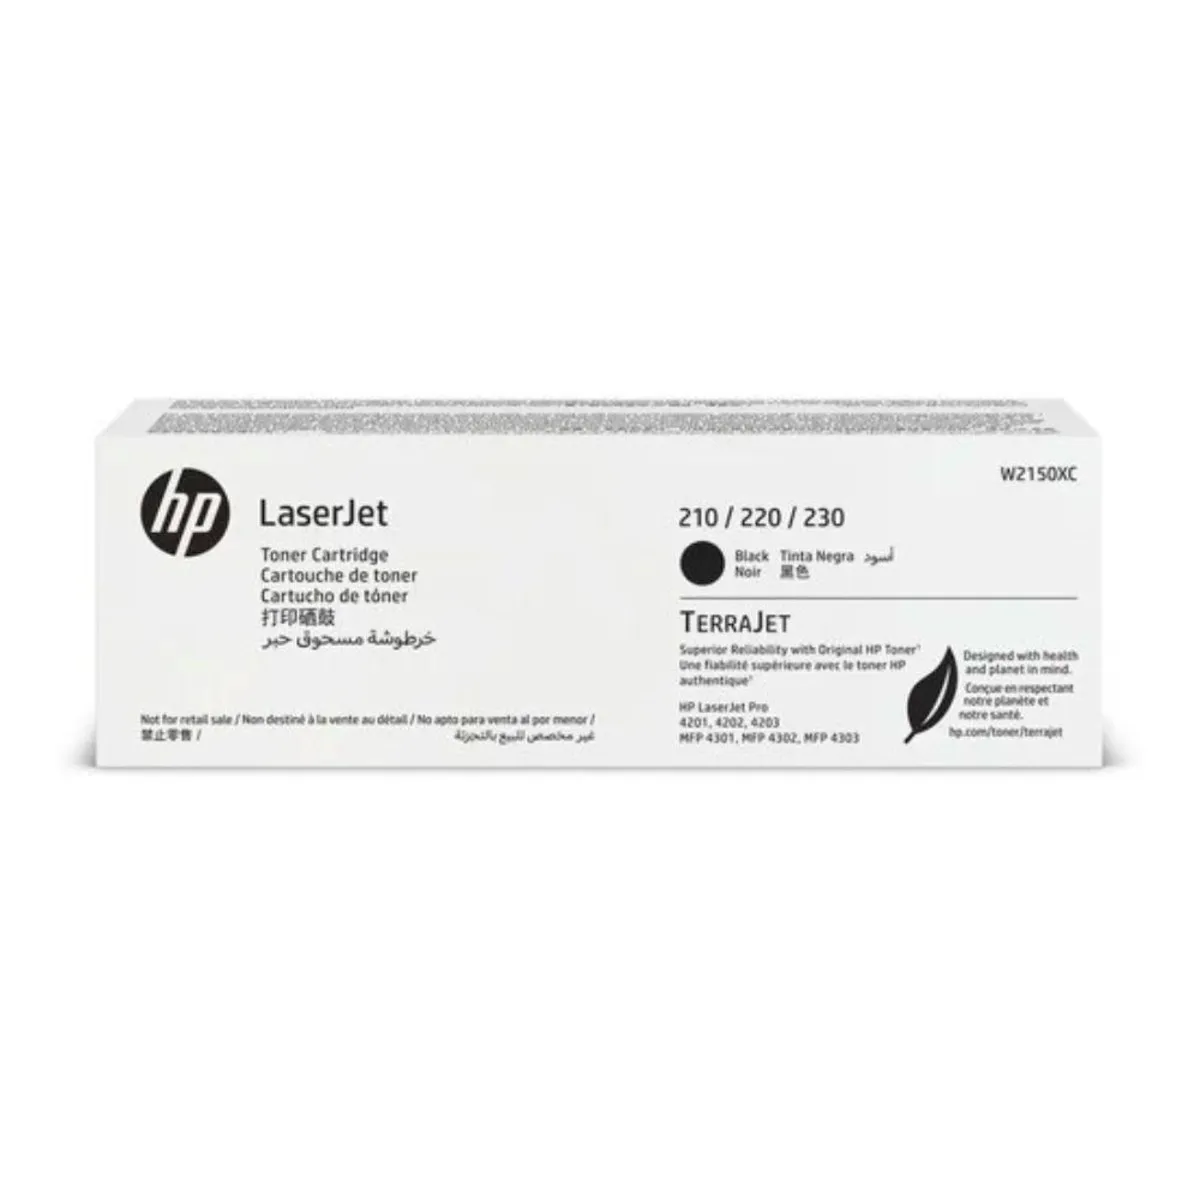 W2150XC
hp
LaserJet
Toner Cartridge
Cartouche de toner
Cartucho de tóner
打印硒鼓
خرطوشة مسحوق حبر
Not for retail sale / Non destiné à la vente au détail / No apto para venta al por menor /
禁止零售 / غير مخصص للبيع بالتجزئة
210 / 220 / 230
Black Tinta Negra أسود
Noir 黑色
TERRAJET
Superior Reliability with Original HP Toner¹
Une fiabilité supérieure avec le toner HP
authentique¹
HP LaserJet Pro
4201, 4202, 4203
MFP 4301, MFP 4302, MFP 4303
Designed with health
and planet in mind.
Conçue en respectant
notre planète et
notre santé.
hp.com/toner/terrajet